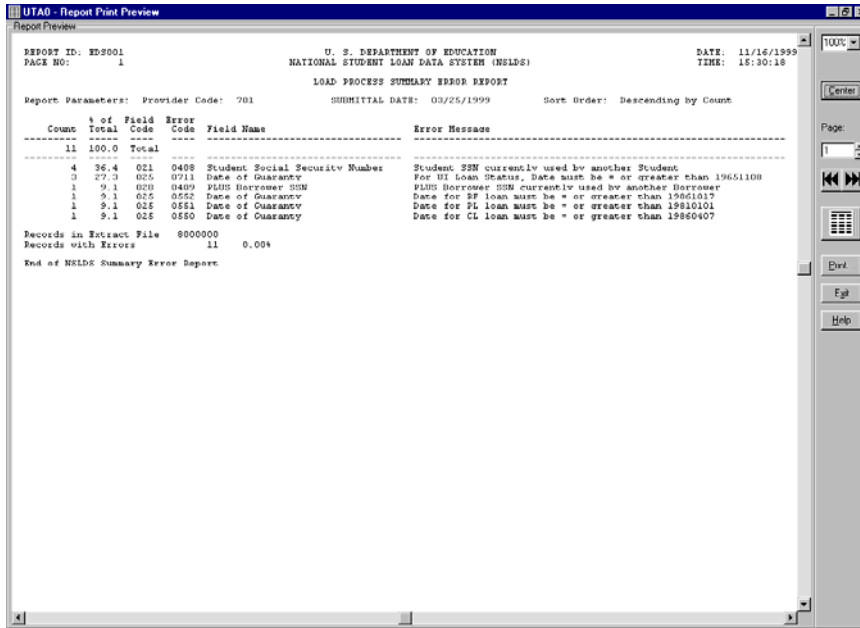 UTA0 - Report Print Preview
Report Preview
REPORT ID: EDS001 U. S. DEPARTMENT OF EDUCATION DATE: 11/16/1999
PAGE NO: 1 NATIONAL STUDENT LOAN DATA SYSTEM (NSLDS) TIME: 15:30:18
LOAD PROCESS SUMMARY ERROR REPORT
Report Parameters: Provider Code: 701 SUBMITTAL DATE: 03/25/1999 Sort Order: Descending by Count
% of Field Error
Count Total Code Code Field Name Error Message
11 100.0 Total
4 36.4 021 0408 Student Social Security Number Student SSN currently used by another Student
3 27.3 025 0711 Date of Guaranty For UI Loan Status, Date must be = or greater than 19651108
1 9.1 028 0409 PLUS Borrower SSN PLUS Borrower SSN currently used by another Borrower
1 9.1 025 0552 Date of Guaranty Date for RF loan must be = or greater than 19861017
1 9.1 025 0551 Date of Guaranty Date for PL loan must be = or greater than 19810101
1 9.1 025 0550 Date of Guaranty Date for CL loan must be = or greater than 19860407
Records in Extract File 8000000
Records with Errors 11 0.00%
End of NSLDS Summary Error Report
100%
Center
Page:
1
Print
Exit
Help